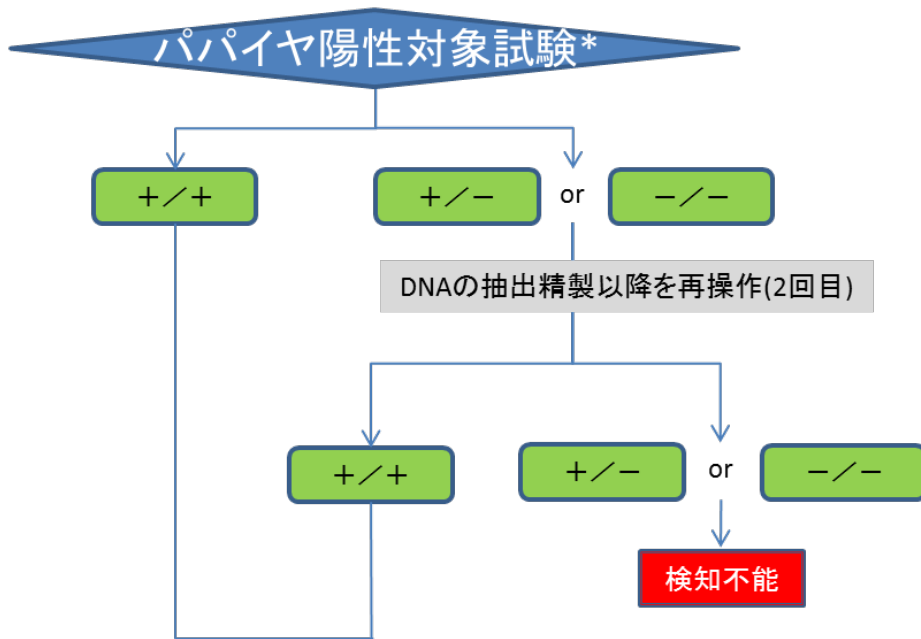 パパイヤ陽性対象試験*
+/+
+/-
or
-/-
DNAの抽出精製以降を再操作(2回目)
+/+
+/-
or
-/-
検知不能